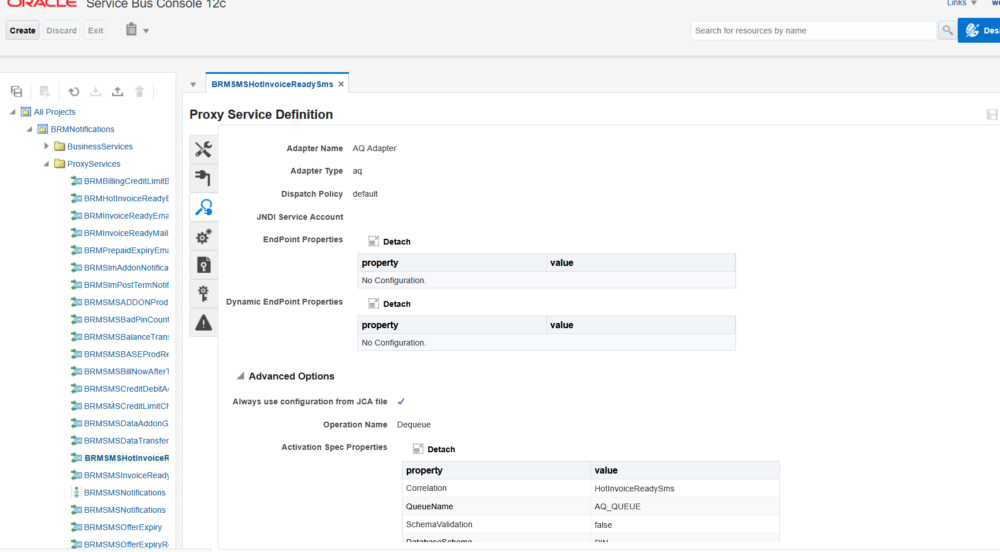 ORACLE Service Bus Console 12c
Links
Create Discard Exit
Search for resources by name
BRMSMSHotInvoiceReadySms
All Projects
BRMNotifications
BusinessServices
ProxyServices
BRMBillingCreditLimitB
BRMHotInvoiceReadyE
BRMInvoiceReadyEma
BRMInvoiceReadyMail
BRMPrepaidExpiryEma
BRMSImAddonNotifica
BRMSImPostTermNotif
BRMSMSADDONProd
BRMSMSBadPinCount
BRMSMSBalanceTrans
BRMSMSBASEProdRe
BRMSMSBillNowAfterT
BRMSMSCreditDebitA
BRMSMSCreditLimitCh
BRMSMSDataAddonG
BRMSMSDataTransfer
BRMSMSHotInvoiceR
BRMSMSInvoiceReady
BRMSMSNotifications
BRMSMSNotifications
BRMSMSOfferExpiry
BRMSMSOfferExpiryR
Proxy Service Definition
Adapter Name AQ Adapter
Adapter Type aq
Dispatch Policy default
JNDI Service Account
EndPoint Properties Detach
property value
No Configuration.
Dynamic EndPoint Properties Detach
property value
No Configuration.
Advanced Options
Always use configuration from JCA file
Operation Name Dequeue
Activation Spec Properties Detach
property value
Correlation HotInvoiceReadySms
QueueName AQ_QUEUE
SchemaValidation false
DatabaseSchema PIN